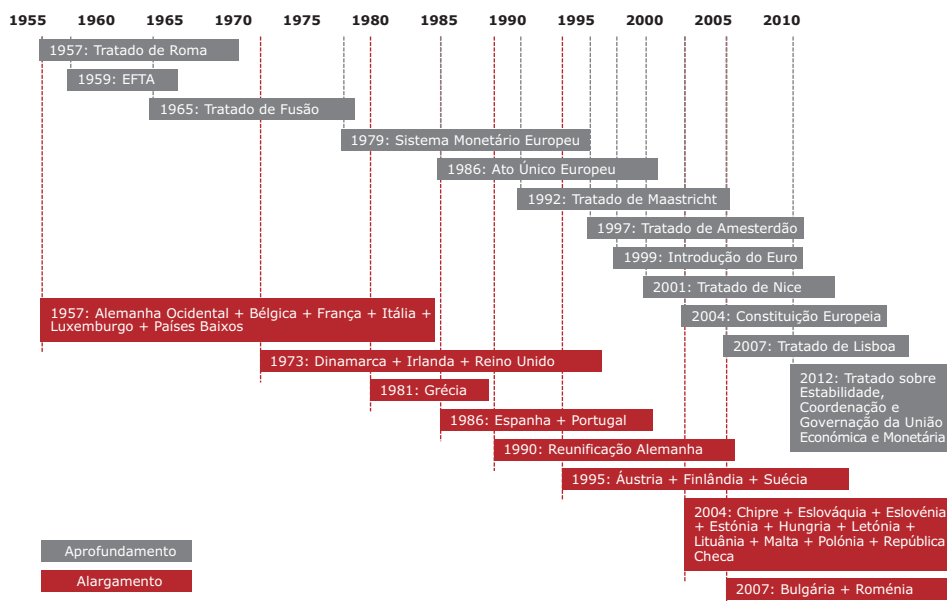 1955 1960 1965 1970 1975 1980 1985 1990 1995 2000 2005 2010
1957: Tratado de Roma
1959: EFTA
1965: Tratado de Fusão
1979: Sistema Monetário Europeu
1986: Ato Único Europeu
1992: Tratado de Maastricht
1997: Tratado de Amesterdão
1999: Introdução do Euro
2001: Tratado de Nice
2004: Constituição Europeia
2007: Tratado de Lisboa
2012: Tratado sobre
Estabilidade,
Coordenação e
Governação da União
Económica e Monetária
1957: Alemanha Ocidental + Bélgica + França + Itália +
Luxemburgo + Países Baixos
1973: Dinamarca + Irlanda + Reino Unido
1981: Grécia
1986: Espanha + Portugal
1990: Reunificação Alemanha
1995: Áustria + Finlândia + Suécia
2004: Chipre + Eslováquia + Eslovénia
+ Estónia + Hungria + Letónia +
Lituânia + Malta + Polónia + República
Checa
2007: Bulgária + Roménia
Aprofundamento
Alargamento